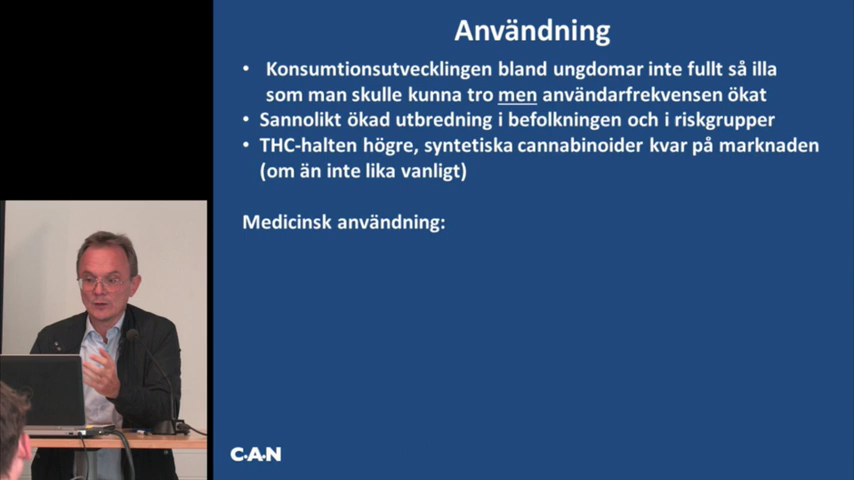 Användning
• Konsumtionsutvecklingen bland ungdomar inte fullt så illa
som man skulle kunna tro men användarfrekvensen ökat
• Sannolikt ökad utbredning i befolkningen och i riskgrupper
• THC-halten högre, syntetiska cannabinoider kvar på marknaden
(om än inte lika vanligt)
Medicinsk användning:
C·A·N